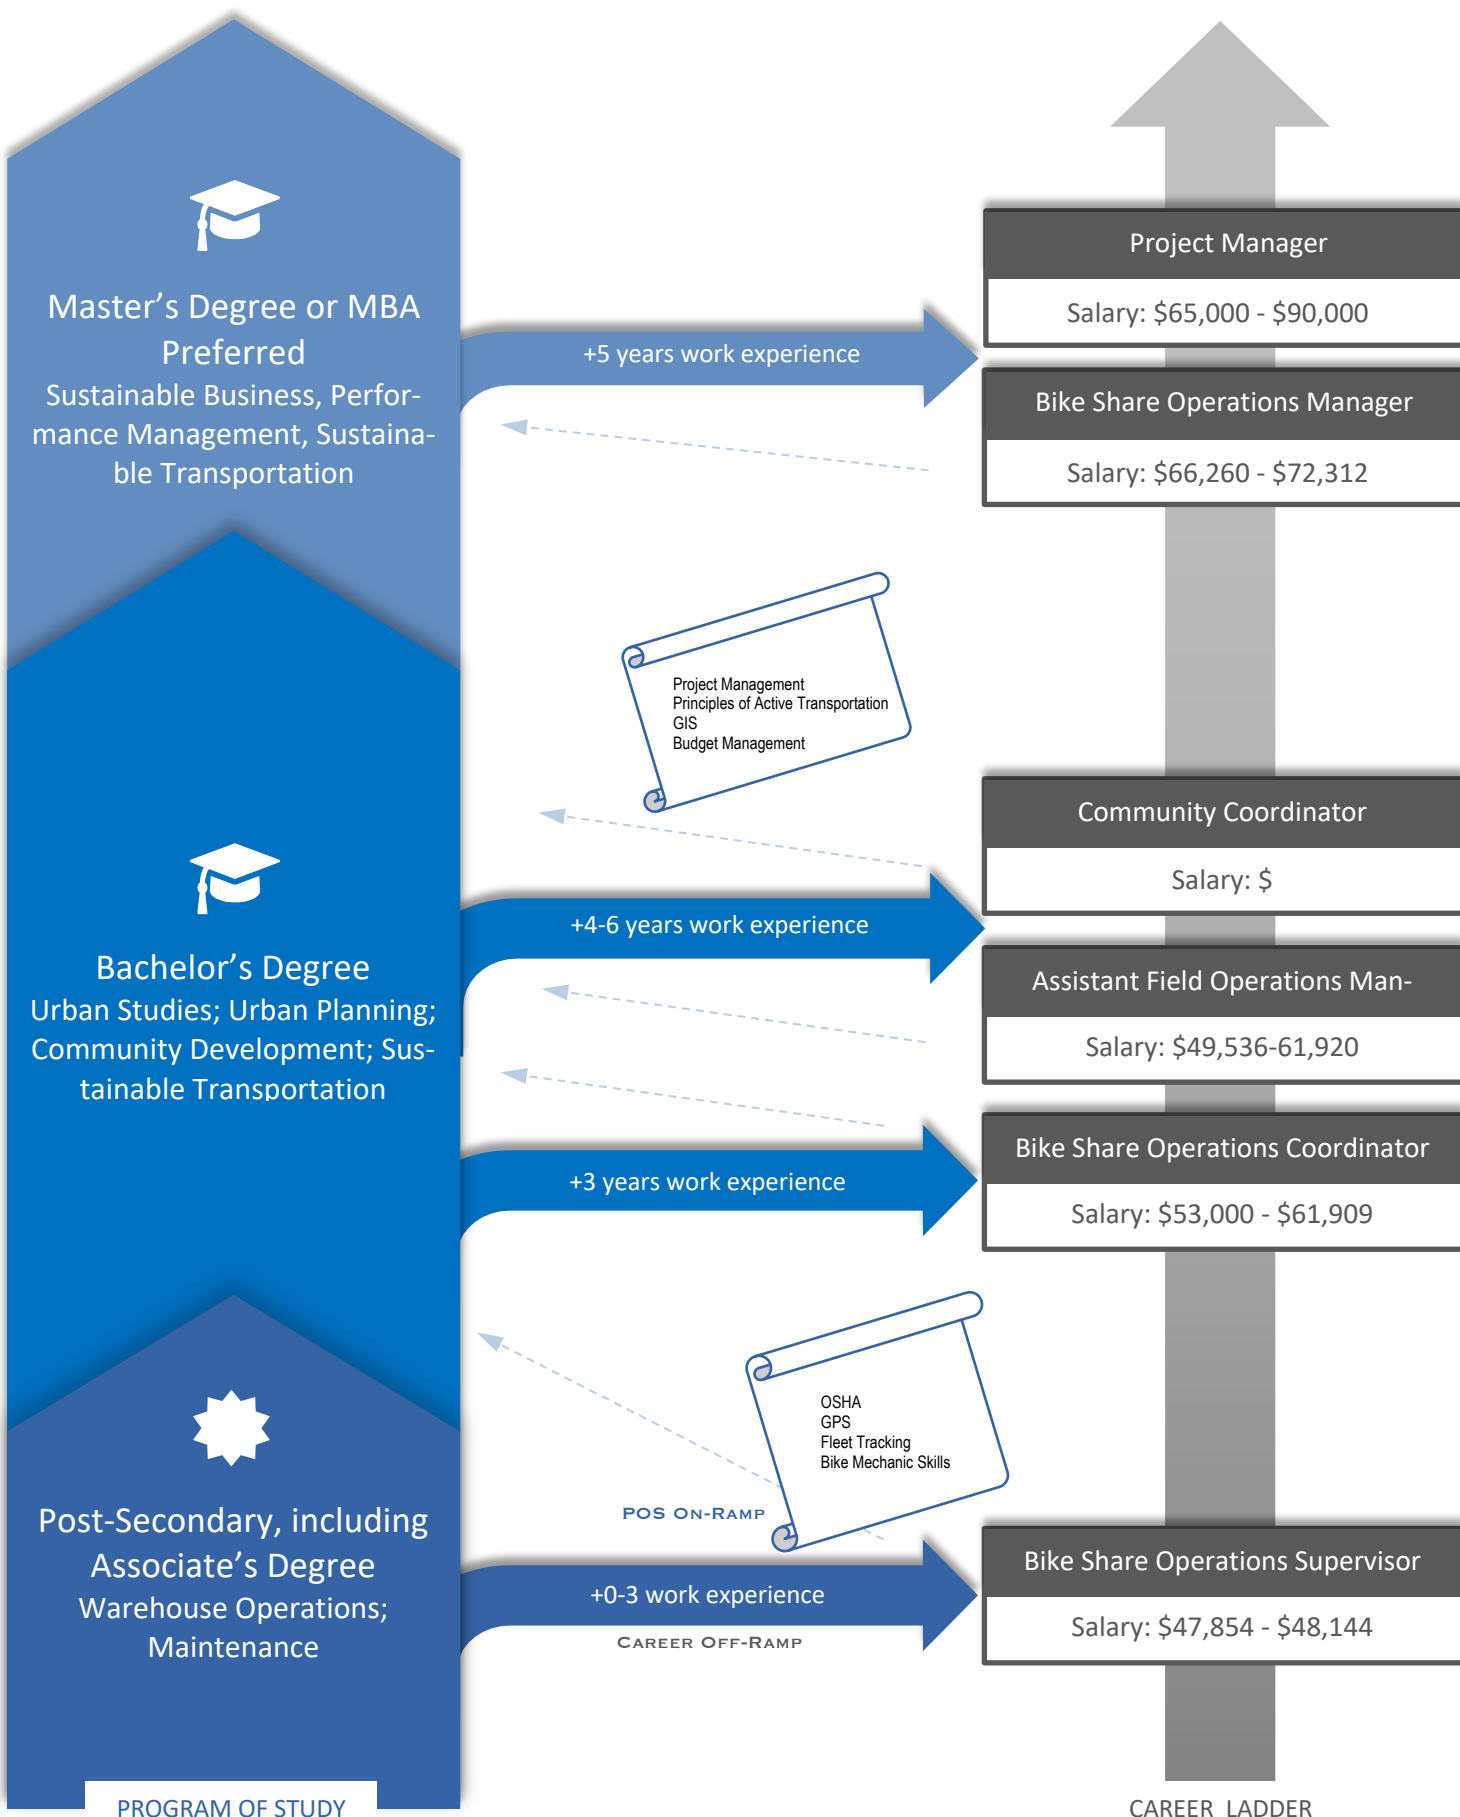 Master’s Degree or MBA
Preferred
Sustainable Business, Perfor-
mance Management, Sustaina-
ble Transportation
+5 years work experience
Project Manager
Salary: $65,000 - $90,000
Bike Share Operations Manager
Salary: $66,260 - $72,312
Project Management
Principles of Active Transportation
GIS
Budget Management
Bachelor’s Degree
Urban Studies; Urban Planning;
Community Development; Sus-
tainable Transportation
+4-6 years work experience
Community Coordinator
Salary: $
Assistant Field Operations Man-
Salary: $49,536-61,920
+3 years work experience
Bike Share Operations Coordinator
Salary: $53,000 - $61,909
OSHA
GPS
Fleet Tracking
Bike Mechanic Skills
Post-Secondary, including
Associate’s Degree
Warehouse Operations;
Maintenance
POS On-Ramp
+0-3 work experience
Career Off-Ramp
Bike Share Operations Supervisor
Salary: $47,854 - $48,144
PROGRAM OF STUDY
CAREER LADDER